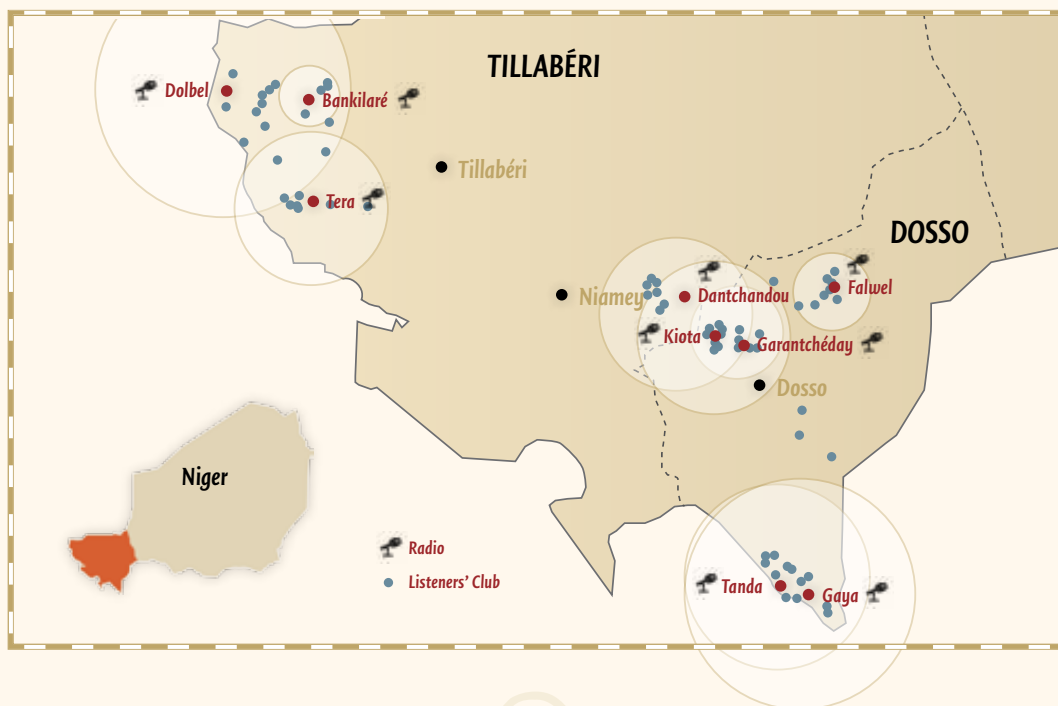 TILLABÉRI
Dolbel
Bankilaré
Tillabéri
Tera
DOSSO
Niamey
Dantchandou
Falwel
Kiota
Garantchéday
Dosso
Niger
Radio
Listeners' Club
Tanda
Gaya